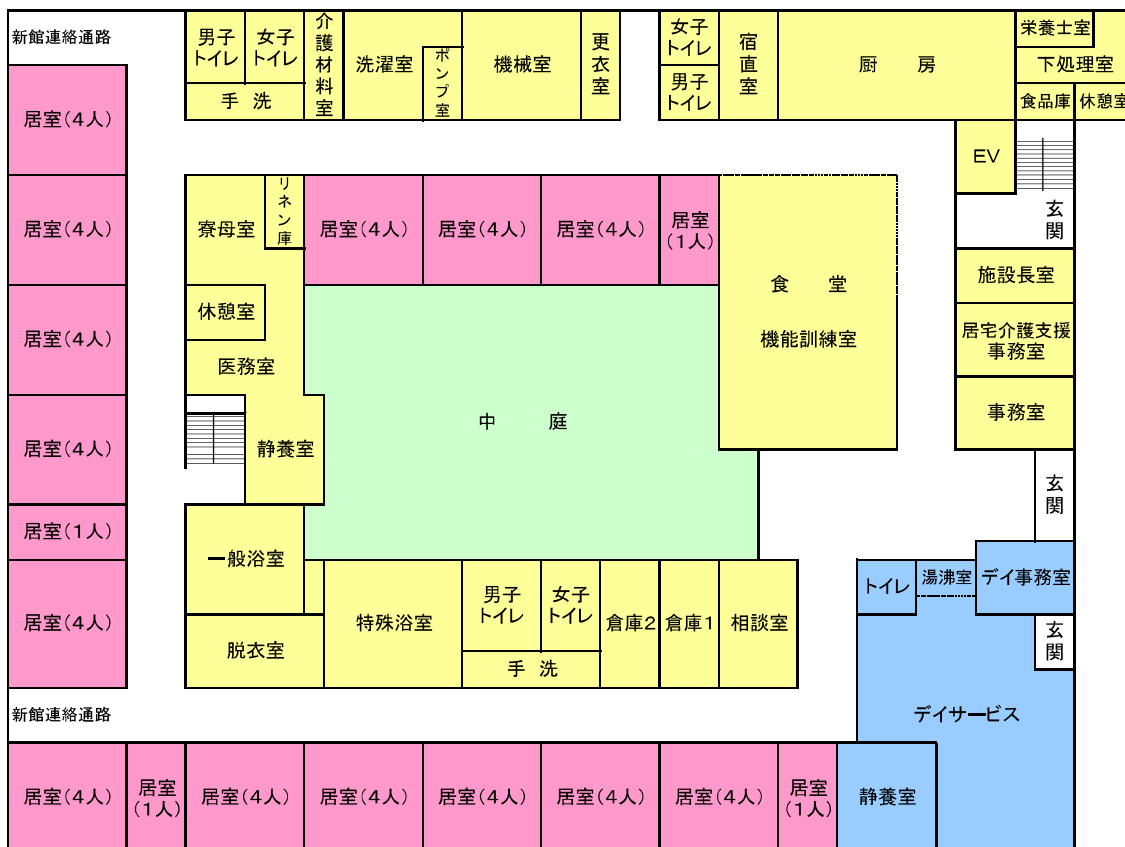 新館連絡通路
男子
トイレ
女子
トイレ
手 洗
介護材料室
洗濯室
ポンプ室
機械室
更衣室
女子
トイレ
男子
トイレ
宿直室
厨 房
栄養士室
下処理室
食品庫
休憩室
居室(4人)
EV
玄関
居室(4人)
寮母室
リネン庫
居室(4人)
居室(4人)
居室(4人)
居室
(1人)
食 堂
機能訓練室
施設長室
居室(4人)
休憩室
医務室
居宅介護支援
事務室
事務室
居室(4人)
静養室
中 庭
玄関
居室(1人)
一般浴室
居室(4人)
脱衣室
特殊浴室
男子
トイレ
女子
トイレ
手 洗
倉庫2
倉庫1
相談室
トイレ
湯沸室
デイ事務室
玄関
新館連絡通路
デイサービス
居室(4人)
居室
(1人)
居室(4人)
居室(4人)
居室(4人)
居室(4人)
居室(4人)
居室
(1人)
静養室